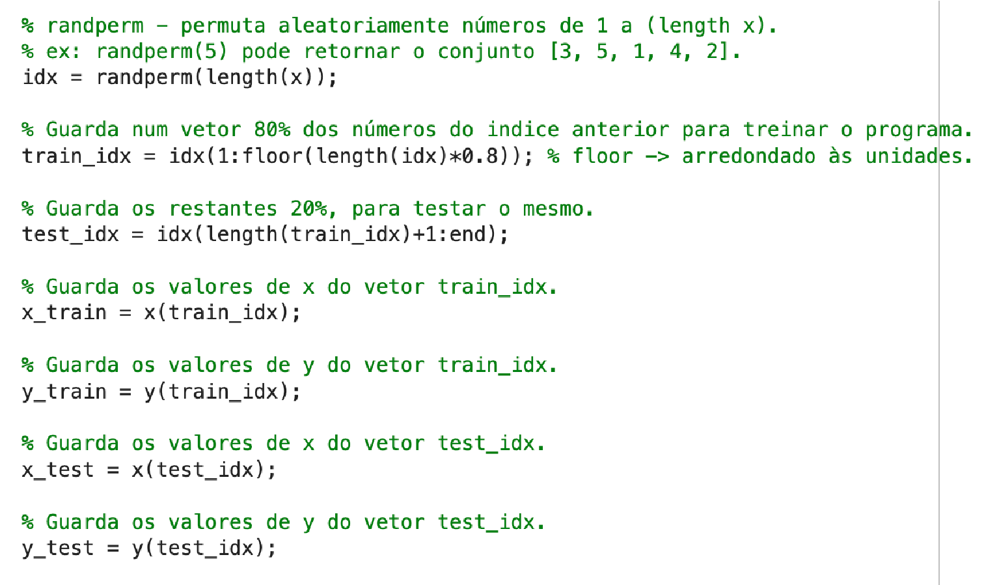 % randperm – permuta aleatoriamente números de 1 a (length x).
% ex: randperm(5) pode retornar o conjunto [3, 5, 1, 4, 2].
idx = randperm(length(x));
% Guarda num vetor 80% dos números do indice anterior para treinar o programa.
train_idx = idx(1:floor(length(idx)*0.8)); % floor –> arredondado às unidades.
% Guarda os restantes 20%, para testar o mesmo.
test_idx = idx(length(train_idx)+1:end);
% Guarda os valores de x do vetor train_idx.
x_train = x(train_idx);
% Guarda os valores de y do vetor train_idx.
y_train = y(train_idx);
% Guarda os valores de x do vetor test_idx.
x_test = x(test_idx);
% Guarda os valores de y do vetor test_idx.
y_test = y(test_idx);